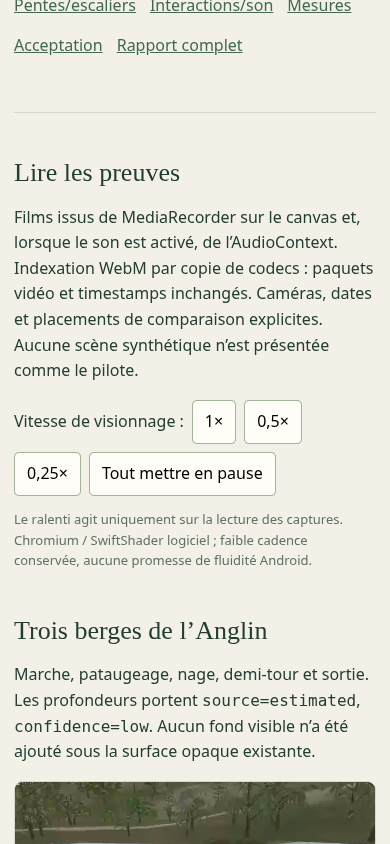 Pentes/escaliers Interactions/son Mesures
Acceptation Rapport complet
Lire les preuves
Films issus de MediaRecorder sur le canvas et,
lorsque le son est activé, de l’AudioContext.
Indexation WebM par copie de codecs : paquets
vidéo et timestamps inchangés. Caméras, dates
et placements de comparaison explicites.
Aucune scène synthétique n’est présentée
comme le pilote.
Vitesse de visionnage : 1× 0,5×
0,25× Tout mettre en pause
Le ralenti agit uniquement sur la lecture des captures.
Chromium / SwiftShader logiciel ; faible cadence
conservée, aucune promesse de fluidité Android.
Trois berges de l’Anglin
Marche, pataugeage, nage, demi-tour et sortie.
Les profondeurs portent source=estimated,
confidence=low. Aucun fond visible n’a été
ajouté sous la surface opaque existante.